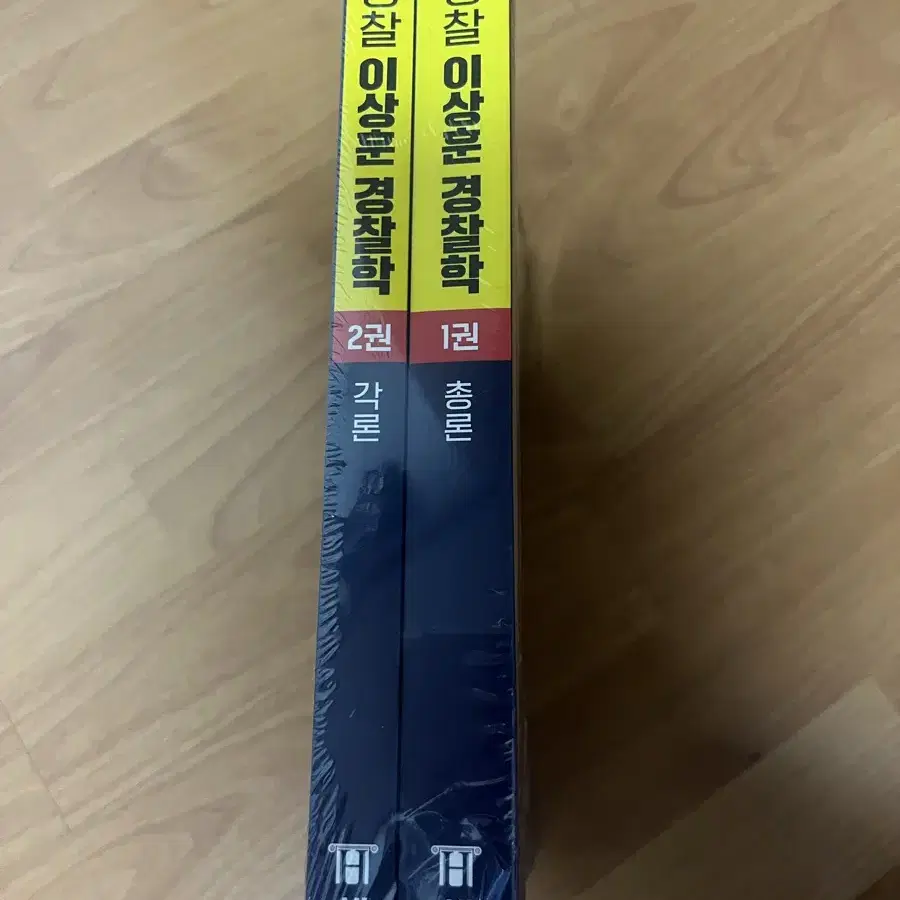 찰 이상훈 경찰학
2권
각론
찰 이상훈 경찰학
1권
총론